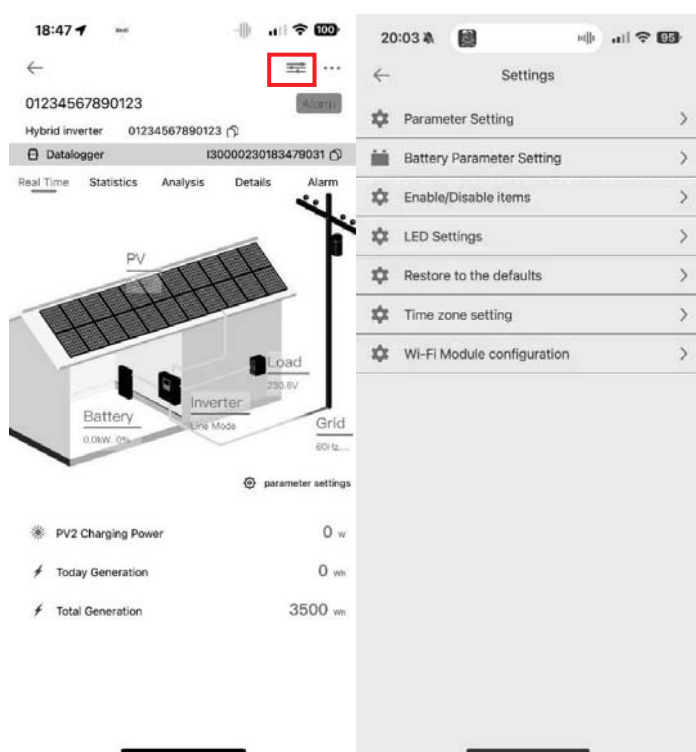 18:47
100
01234567890123
Alarm
Hybrid inverter 01234567890123
Datalogger I30000230183479031
Real Time Statistics Analysis Details Alarm
PV
Load
230.8V
Inverter
Line Mode
Battery
0.0kW, 0%
Grid
60Hz,...
parameter settings
PV2 Charging Power 0 W
Today Generation 0 Wh
Total Generation 3500 Wh
20:03
95
Settings
Parameter Setting
Battery Parameter Setting
Enable/Disable items
LED Settings
Restore to the defaults
Time zone setting
Wi-Fi Module configuration